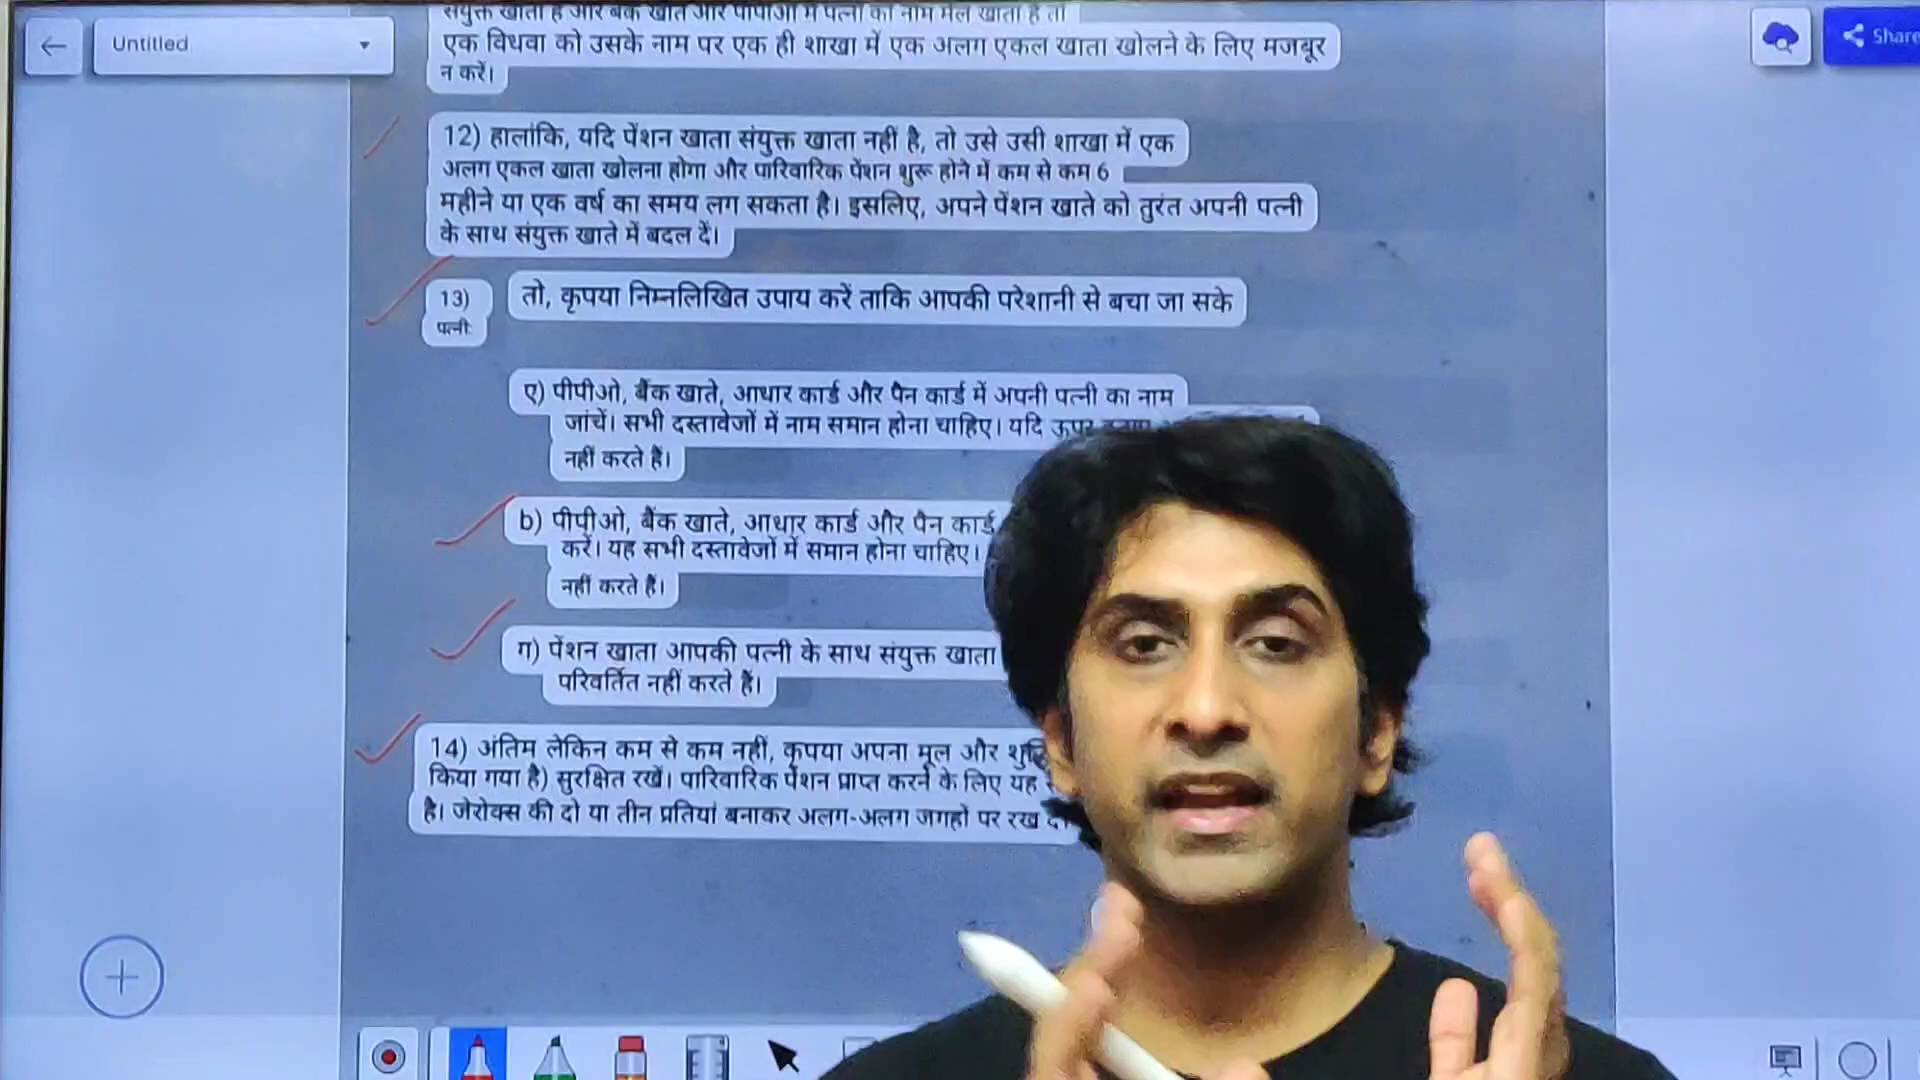 Untitled
Share
एक विधवा को उसके नाम पर एक ही शाखा में एक अलग एकल खाता खोलने के लिए मजबूर
न करें।
12) हालांकि, यदि पेंशन खाता संयुक्त खाता नहीं है, तो उसे उसी शाखा में एक
अलग एकल खाता खोलना होगा और पारिवारिक पेंशन शुरू होने में कम से कम 6
महीने या एक वर्ष का समय लग सकता है। इसलिए, अपने पेंशन खाते को तुरंत अपनी पत्नी
के साथ संयुक्त खाते में बदल दें।
13) तो, कृपया निम्नलिखित उपाय करें ताकि आपकी परेशानी से बचा जा सके
पत्नी:
ए) पीपीओ, बैंक खाते, आधार कार्ड और पैन कार्ड में अपनी पत्नी का नाम
जांचें। सभी दस्तावेजों में नाम समान होना चाहिए। यदि ऊपर
नहीं करते हैं।
b) पीपीओ, बैंक खाते, आधार कार्ड और पैन कार्ड
करें। यह सभी दस्तावेजों में समान होना चाहिए।
नहीं करते हैं।
ग) पेंशन खाता आपकी पत्नी के साथ संयुक्त खाता
परिवर्तित नहीं करते हैं।
14) अंतिम लेकिन कम से कम नहीं, कृपया अपना मूल और
किया गया है) सुरक्षित रखें। पारिवारिक पेंशन प्राप्त करने के लिए यह
है। जेरोक्स की दो या तीन प्रतियां बनाकर अलग-अलग जगहों पर रख